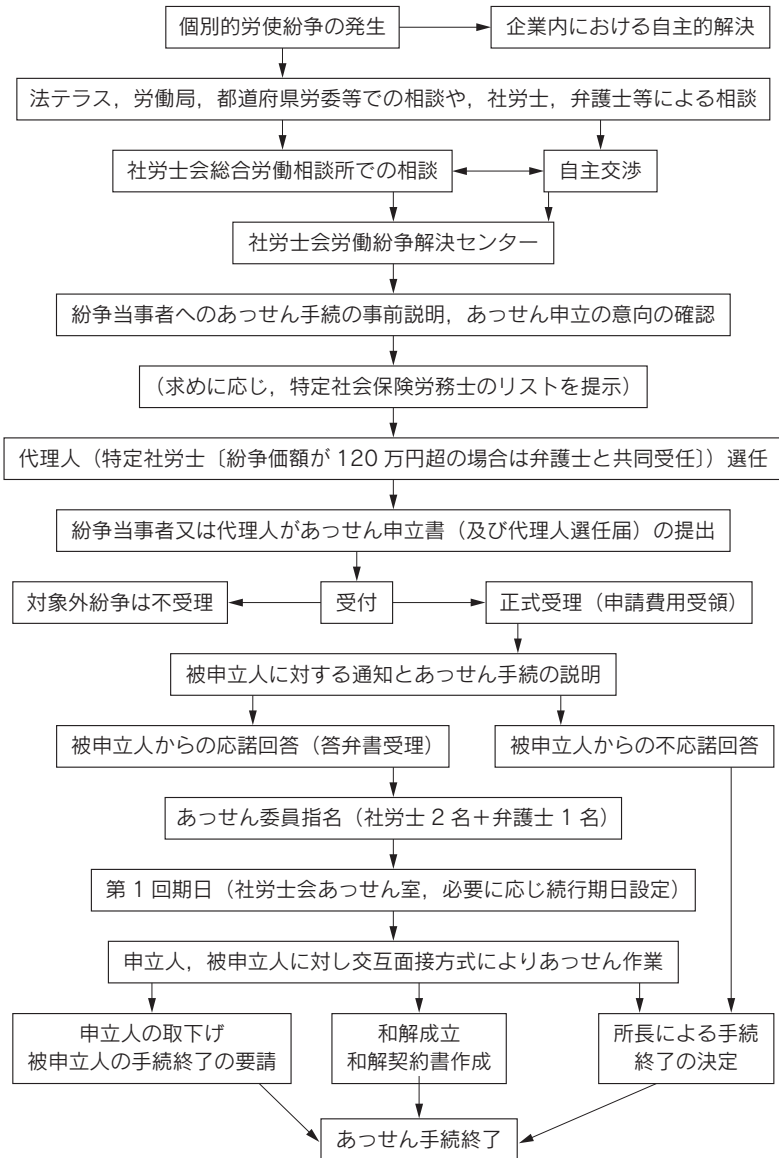 個別的労使紛争の発生
企業内における自主的解決
法テラス，労働局，都道府県労委等での相談や，社労士，弁護士等による相談
社労士会総合労働相談所での相談
自主交渉
社労士会労働紛争解決センター
紛争当事者へのあっせん手続の事前説明，あっせん申立の意向の確認
（求めに応じ，特定社会保険労務士のリストを提示）
代理人（特定社労士〔紛争価額が 120 万円超の場合は弁護士と共同受任〕）選任
紛争当事者又は代理人があっせん申立書（及び代理人選任届）の提出
対象外紛争は不受理
受付
正式受理（申請費用受領）
被申立人に対する通知とあっせん手続の説明
被申立人からの応諾回答（答弁書受理）
被申立人からの不応諾回答
あっせん委員指名（社労士 2 名＋弁護士 1 名）
第 1 回期日（社労士会あっせん室，必要に応じ続行期日設定）
申立人，被申立人に対し交互面接方式によりあっせん作業
申立人の取下げ
被申立人の手続終了の要請
和解成立
和解契約書作成
所長による手続
終了の決定
あっせん手続終了